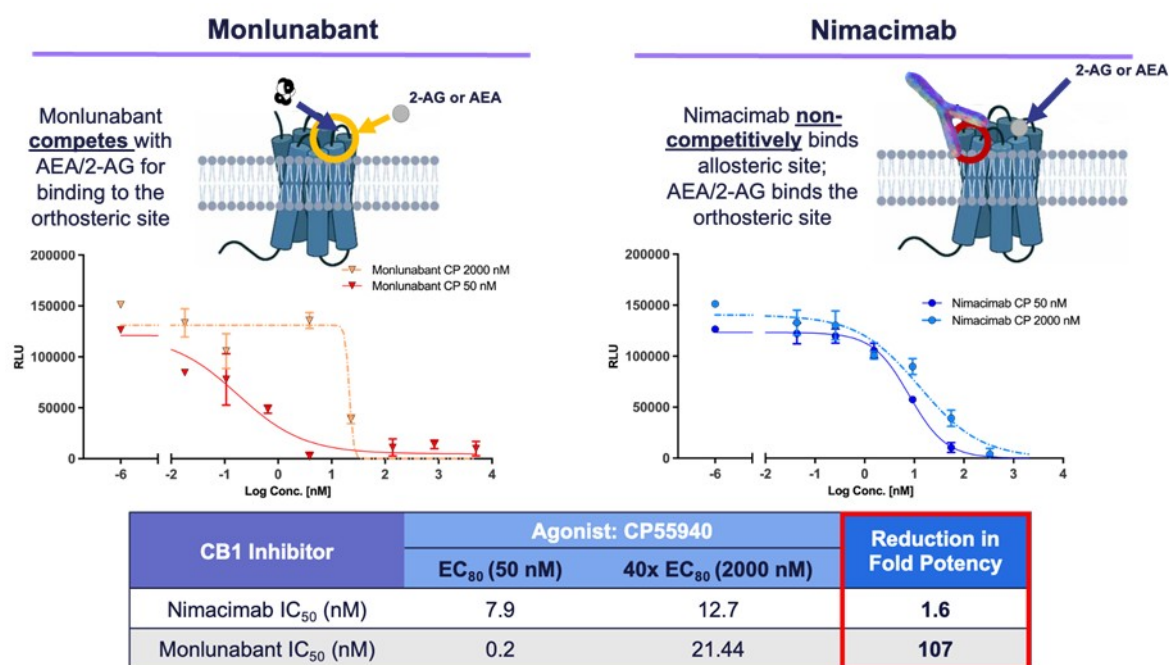 Monlunabant
Monlunabant
competes with
AEA/2-AG for
binding to the
orthosteric site
2-AG or AEA
200000
150000
100000
50000
0
RLU
Monlunabant CP 2000 nM
Monlunabant CP 50 nM
-6 -2 -1 0 1 2 3 4
Log Conc. [nM]
Nimacimab
Nimacimab non-
competitively binds
allosteric site;
AEA/2-AG binds the
orthosteric site
2-AG or AEA
200000
150000
100000
50000
0
RLU
Nimacimab CP 50 nM
Nimacimab CP 2000 nM
-6 -2 -1 0 1 2 3 4
Log Conc. [nM]
CB1 Inhibitor
Agonist: CP55940
Reduction in
Fold Potency
EC80 (50 nM) 40x EC80 (2000 nM)
Nimacimab IC50 (nM) 7.9 12.7 1.6
Monlunabant IC50 (nM) 0.2 21.44 107